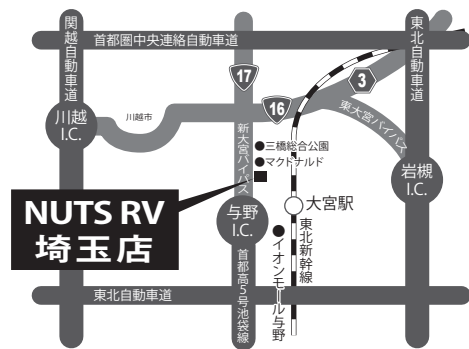 関越自動車道
東北自動車道
首都圏中央連絡自動車道
17
3
16
川越市
川越
I.C.
新大宮バイパス
東大宮バイパス
●三橋総合公園
●マクドナルド
岩槻
I.C.
NUTS RV
埼玉店
与野
I.C.
大宮駅
東北新幹線
●イオンモール与野
首都高5号池袋線
東北自動車道